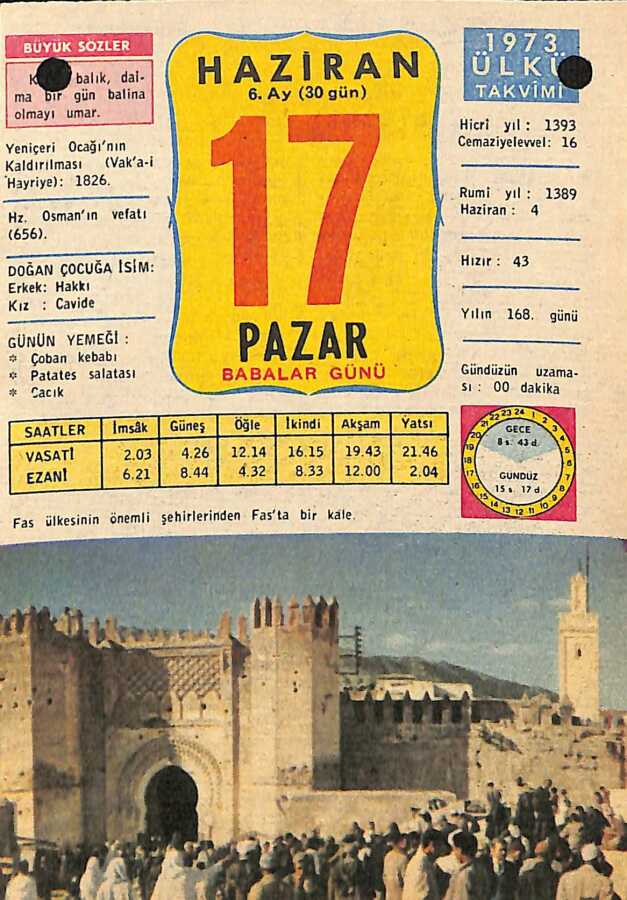 BÜYÜK SÖZLER
balık, dai-
ma bir gün balina
olmayı umar.
Yeniçeri Ocağı'nın
Kaldırılması (Vak'a-i
Hayriye): 1826.
Hz. Osman'ın vefatı
(656).
DOĞAN ÇOCUĞA İSİM:
Erkek: Hakkı
Kız : Cavide
GÜNÜN YEMEĞİ :
Çoban kebabı
Patates salatası
Cacık
HAZİRAN
6. Ay (30 gün)
17
PAZAR
BABALAR GÜNÜ
1973
ÜLKÜ
TAKVİMİ
Hicrî yıl : 1393
Cemaziyelevvel: 16
Rumi yıl : 1389
Haziran : 4
Hızır : 43
Yılın 168. günü
Gündüzün uzama-
sı : 00 dakika
SAATLER İmsâk Güneş Öğle İkindi Akşam Yatsı
VASATİ 2.03 4.26 12.14 16.15 19.43 21.46
EZANİ 6.21 8.44 4.32 8.33 12.00 2.04
GECE
8 s. 43 d.
GÜNDÜZ
15 s. 17 d.
Fas ülkesinin önemli şehirlerinden Fas'ta bir kale.